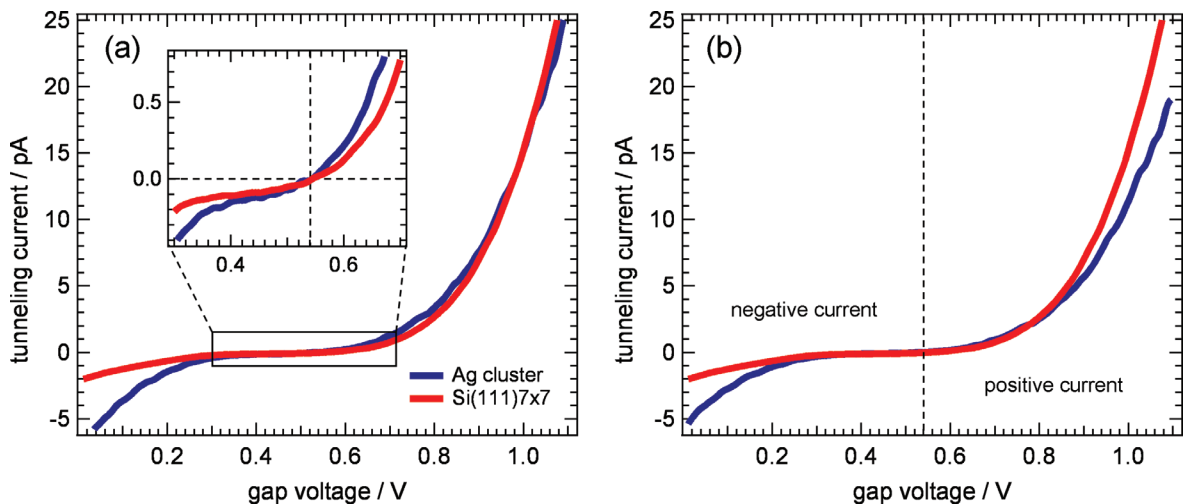 (a)
25
20
15
10
5
0
-5
tunneling current / pA
0.5
0.0
0.4
0.6
Ag cluster
Si(111)7x7
0.2
0.4
0.6
0.8
1.0
gap voltage / V
(b)
25
20
15
10
5
0
-5
tunneling current / pA
negative current
positive current
0.2
0.4
0.6
0.8
1.0
gap voltage / V